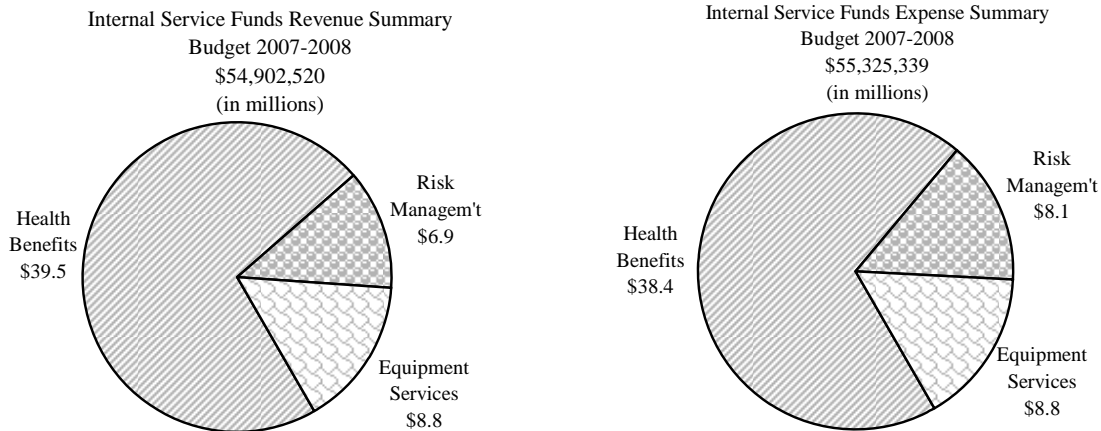 Internal Service Funds Revenue Summary
Budget 2007-2008
$54,902,520
(in millions)
Risk
Managem't
$6.9
Health
Benefits
$39.5
Equipment
Services
$8.8
Internal Service Funds Expense Summary
Budget 2007-2008
$55,325,339
(in millions)
Risk
Managem't
$8.1
Health
Benefits
$38.4
Equipment
Services
$8.8